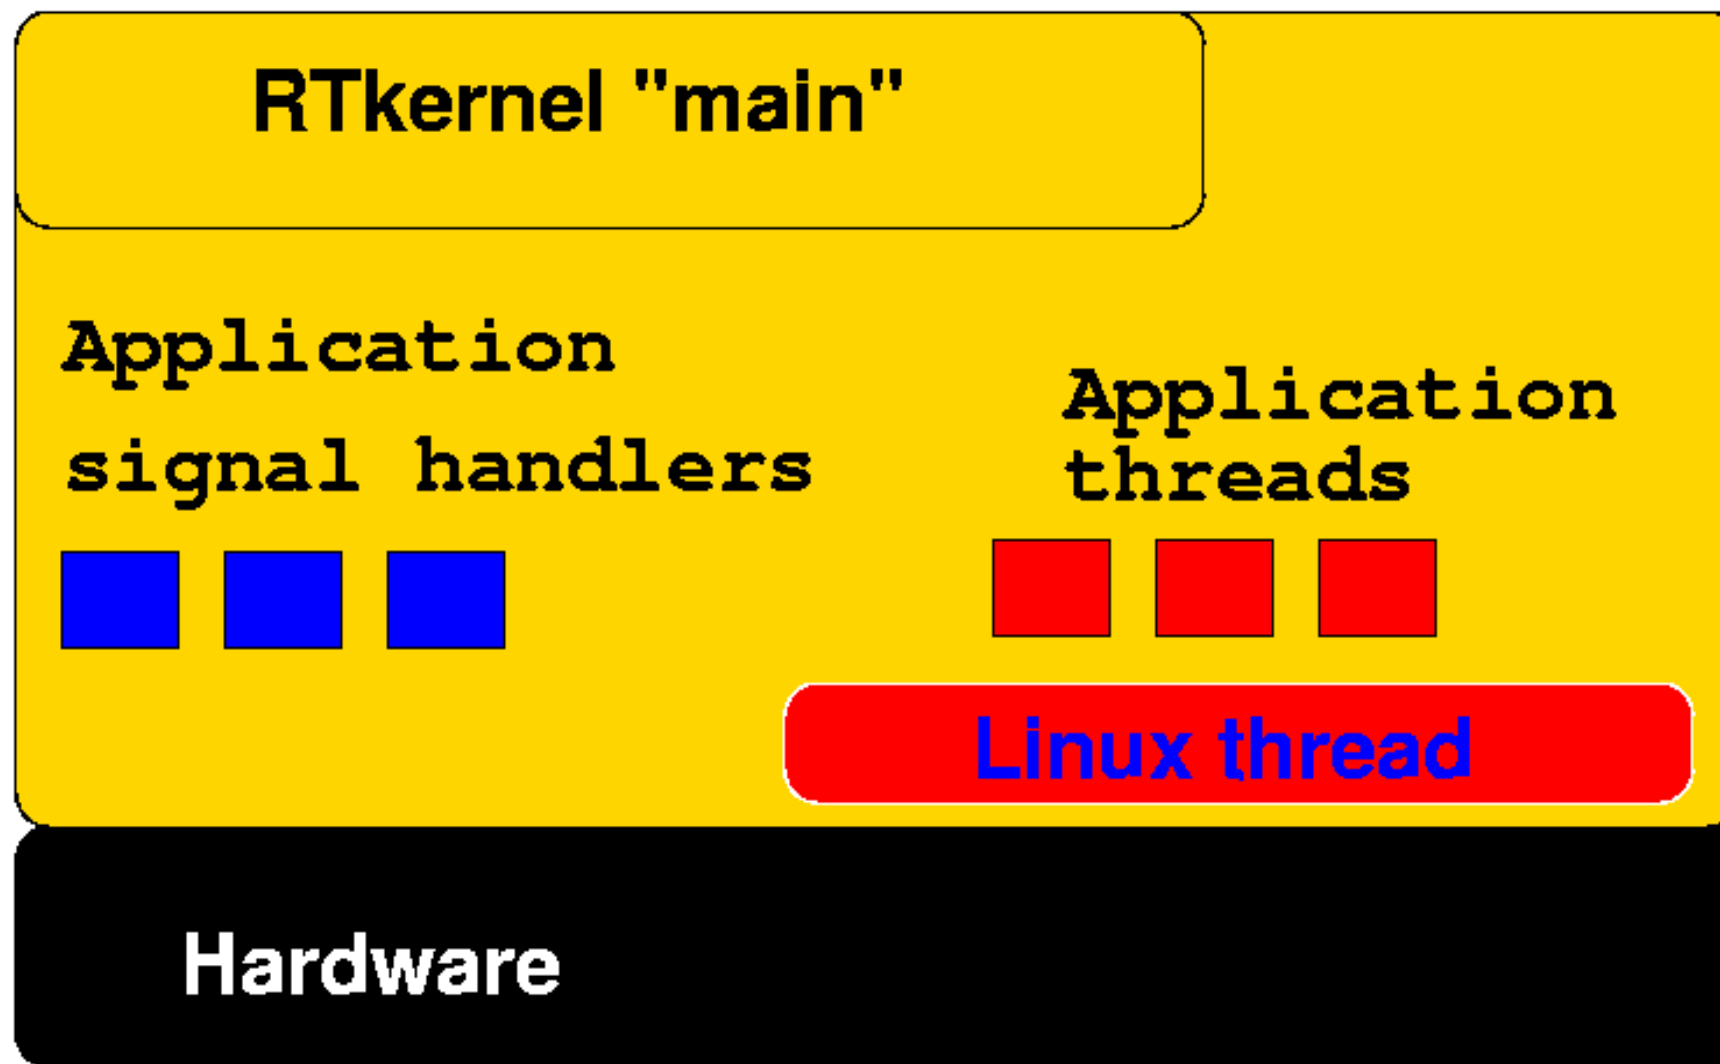 RTkernel "main"
Application
signal handlers
Application
threads
Linux thread
Hardware